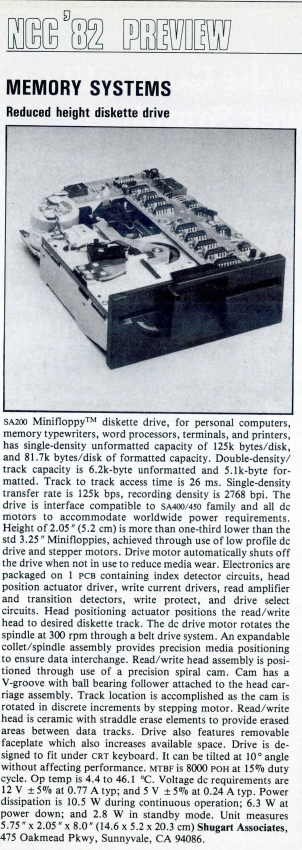 NCC '82 PREVIEW
MEMORY SYSTEMS
Reduced height diskette drive
SA200 Minifloppy™ diskette drive, for personal computers,
memory typewriters, word processors, terminals, and printers,
has single-density unformatted capacity of 125k bytes/disk,
and 81.7k bytes/disk of formatted capacity. Double-density/
track capacity is 6.2k-byte unformatted and 5.1k-byte for-
matted. Track to track access time is 26 ms. Single-density
transfer rate is 125k bps, recording density is 2768 bpi. The
drive is interface compatible to SA400/450 family and all dc
motors to accommodate worldwide power requirements.
Height of 2.05" (5.2 cm) is more than one-third lower than the
std 3.25" Minifloppies, achieved through use of low profile dc
drive and stepper motors. Drive motor automatically shuts off
the drive when not in use to reduce media wear. Electronics are
packaged on 1 PCB containing index detector circuits, head
position actuator driver, write current drivers, read amplifier
and transition detectors, write protect, and drive select
circuits. Head positioning actuator positions the read/write
head to desired diskette track. The dc drive motor rotates the
spindle at 300 rpm through a belt drive system. An expandable
collet/spindle assembly provides precision media positioning
to ensure data interchange. Read/write head assembly is posi-
tioned through use of a precision spiral cam. Cam has a
V-groove with ball bearing follower attached to the head car-
riage assembly. Track location is accomplished as the cam is
rotated in discrete increments by stepping motor. Read/write
head is ceramic with straddle erase elements to provide erased
areas between data tracks. Drive also features removable
faceplate which also increases available space. Drive is de-
signed to fit under CRT keyboard. It can be tilted at 10° angle
without affecting performance. MTBF is 8000 POH at 15% duty
cycle. Op temp is 4.4 to 46.1 °C. Voltage dc requirements are
12 V ±5% at 0.77 A typ; and 5 V ±5% at 0.24 A typ. Power
dissipation is 10.5 W during continuous operation; 6.3 W at
power down; and 2.8 W in standby mode. Unit measures
5.75" x 2.05" x 8.0" (14.6 x 5.2 x 20.3 cm) Shugart Associates,
475 Oakmead Pkwy, Sunnyvale, CA 94086.